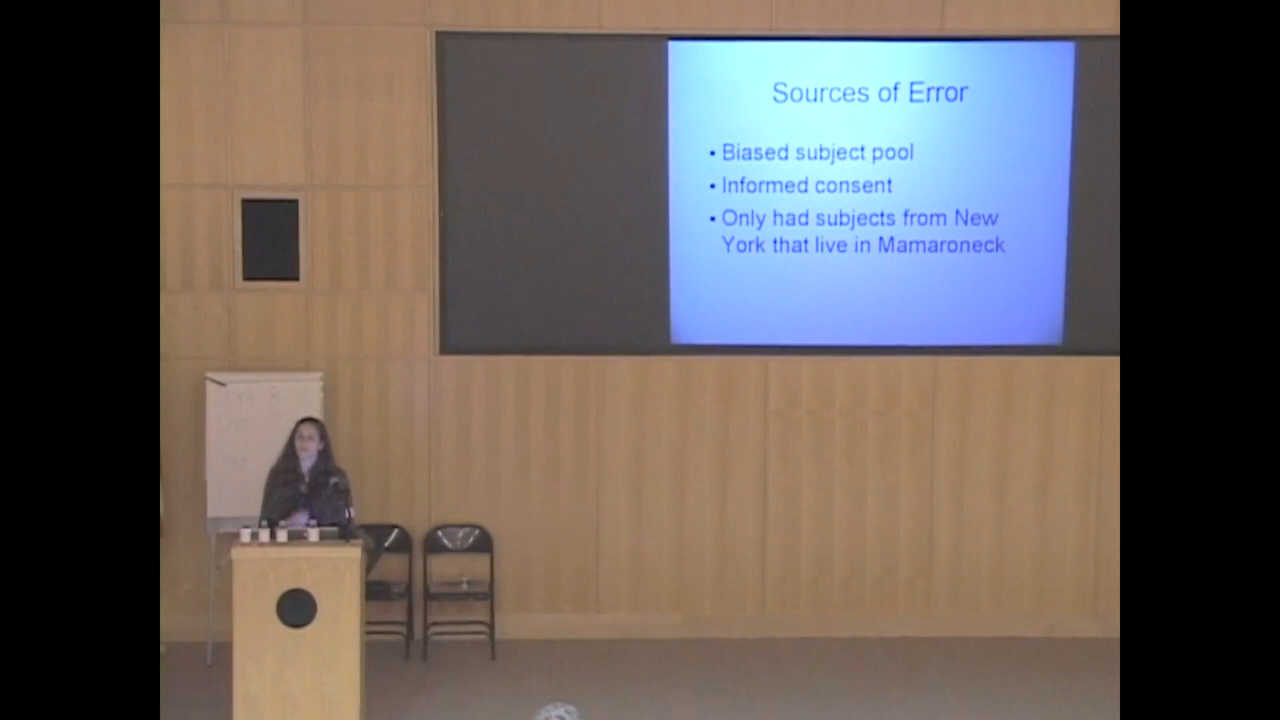 Sources of Error
• Biased subject pool
• Informed consent
• Only had subjects from New
York that live in Mamaroneck